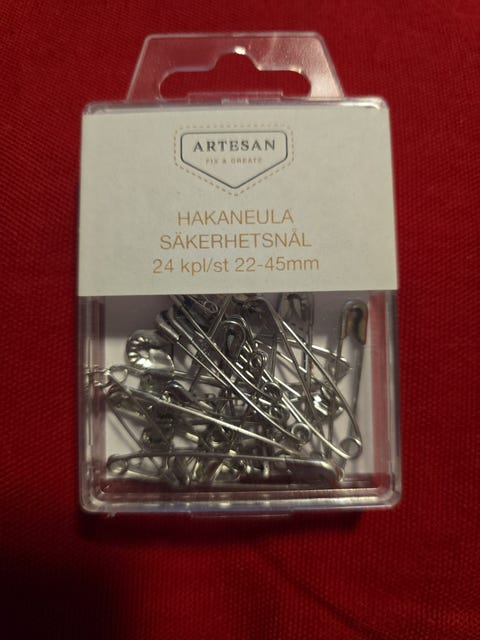 ARTESAN
FIX & CREATE
HAKANEULA
SÄKERHETSNÅL
24 kpl/st 22-45mm